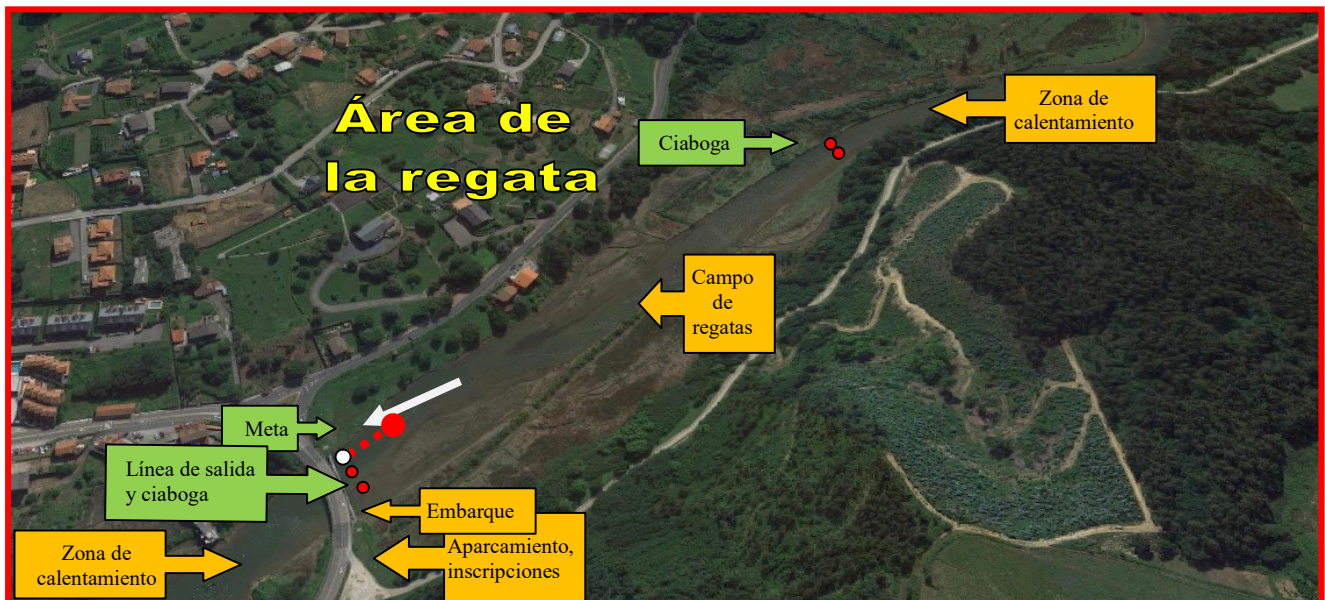 Área de
la regata
Zona de
calentamiento
Ciaboga
Campo
de
regatas
Meta
Línea de salida
y ciaboga
Embarque
Aparcamiento,
inscripciones
Zona de
calentamiento